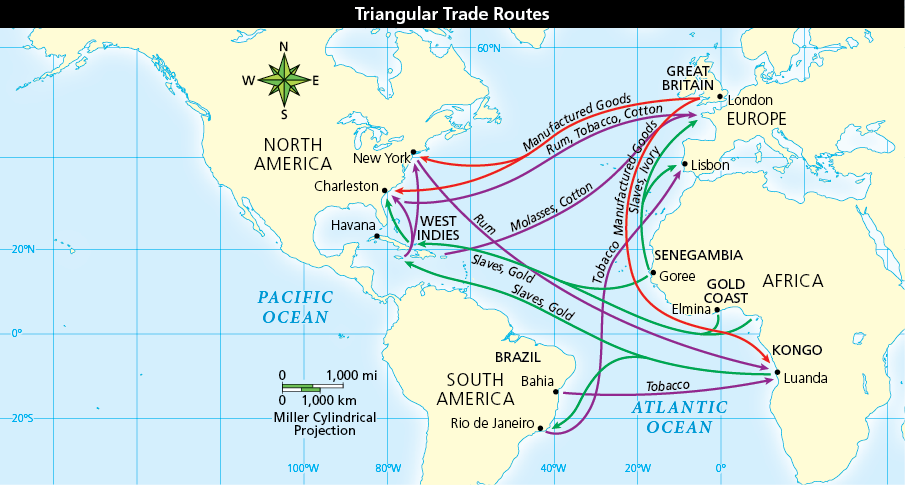 Triangular Trade Routes
60°N
N
W
E
S
GREAT
BRITAIN
London
EUROPE
Manufactured Goods
Rum, Tobacco, Cotton
NORTH
AMERICA
New York
Lisbon
Charleston
Manufactured Goods
Slaves, Ivory
Molasses, Cotton
Havana
WEST
INDIES
Rum
Tobacco
20°N
SENEGAMBIA
Goree
Slaves, Gold
Slaves, Gold
GOLD
COAST
AFRICA
Elmina
PACIFIC
OCEAN
0°
KONGO
Luanda
BRAZIL
SOUTH
AMERICA
Bahia
Tobacco
0 1,000 mi
0 1,000 km
Miller Cylindrical
Projection
ATLANTIC
OCEAN
Rio de Janeiro
20°S
100°W
80°W
40°W
20°W
0°